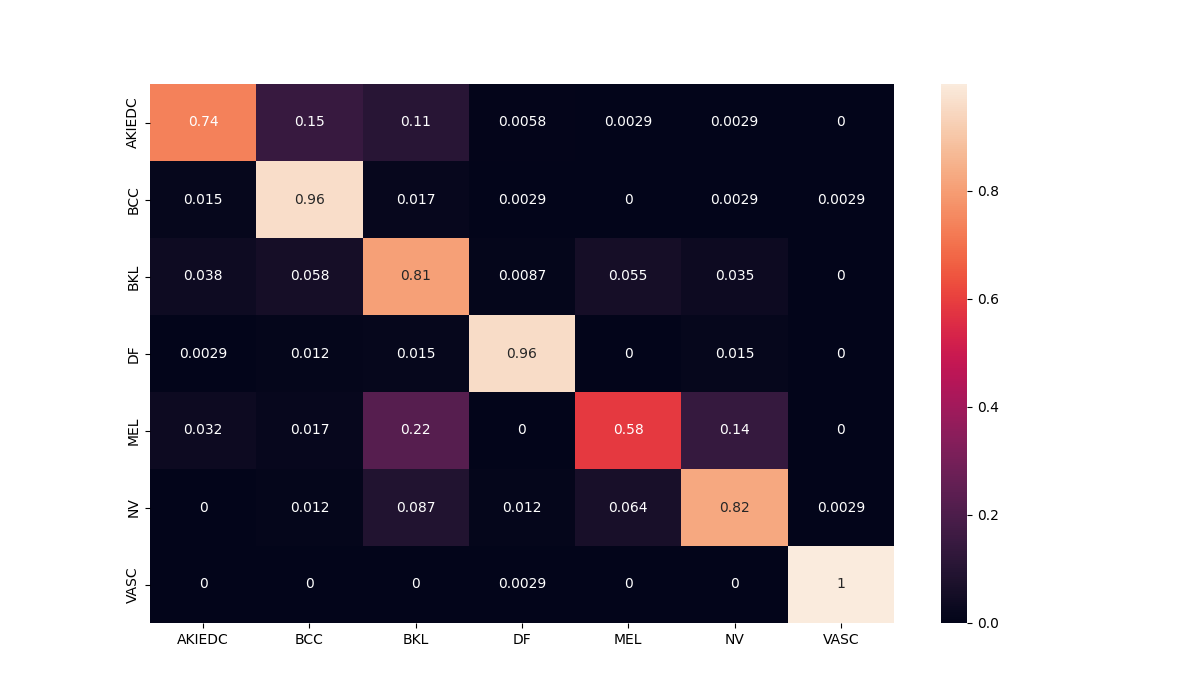 AKIEDC 0.74 0.15 0.11 0.0058 0.0029 0.0029 0
BCC 0.015 0.96 0.017 0.0029 0 0.0029 0.0029
BKL 0.038 0.058 0.81 0.0087 0.055 0.035 0
DF 0.0029 0.012 0.015 0.96 0 0.015 0
MEL 0.032 0.017 0.22 0 0.58 0.14 0
NV 0 0.012 0.087 0.012 0.064 0.82 0.0029
VASC 0 0 0 0.0029 0 0 1
AKIEDC BCC BKL DF MEL NV VASC
0.8
0.6
0.4
0.2
0.0